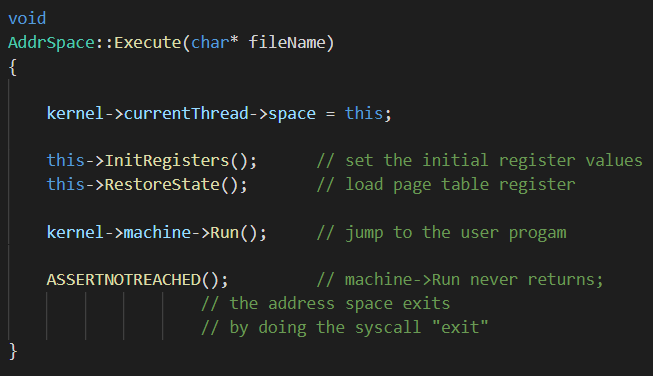 void
AddrSpace::Execute(char* fileName)
{
kernel->currentThread->space = this;
this->InitRegisters(); // set the initial register values
this->RestoreState(); // load page table register
kernel->machine->Run(); // jump to the user progam
ASSERTNOTREACHED(); // machine->Run never returns;
// the address space exits
// by doing the syscall "exit"
}